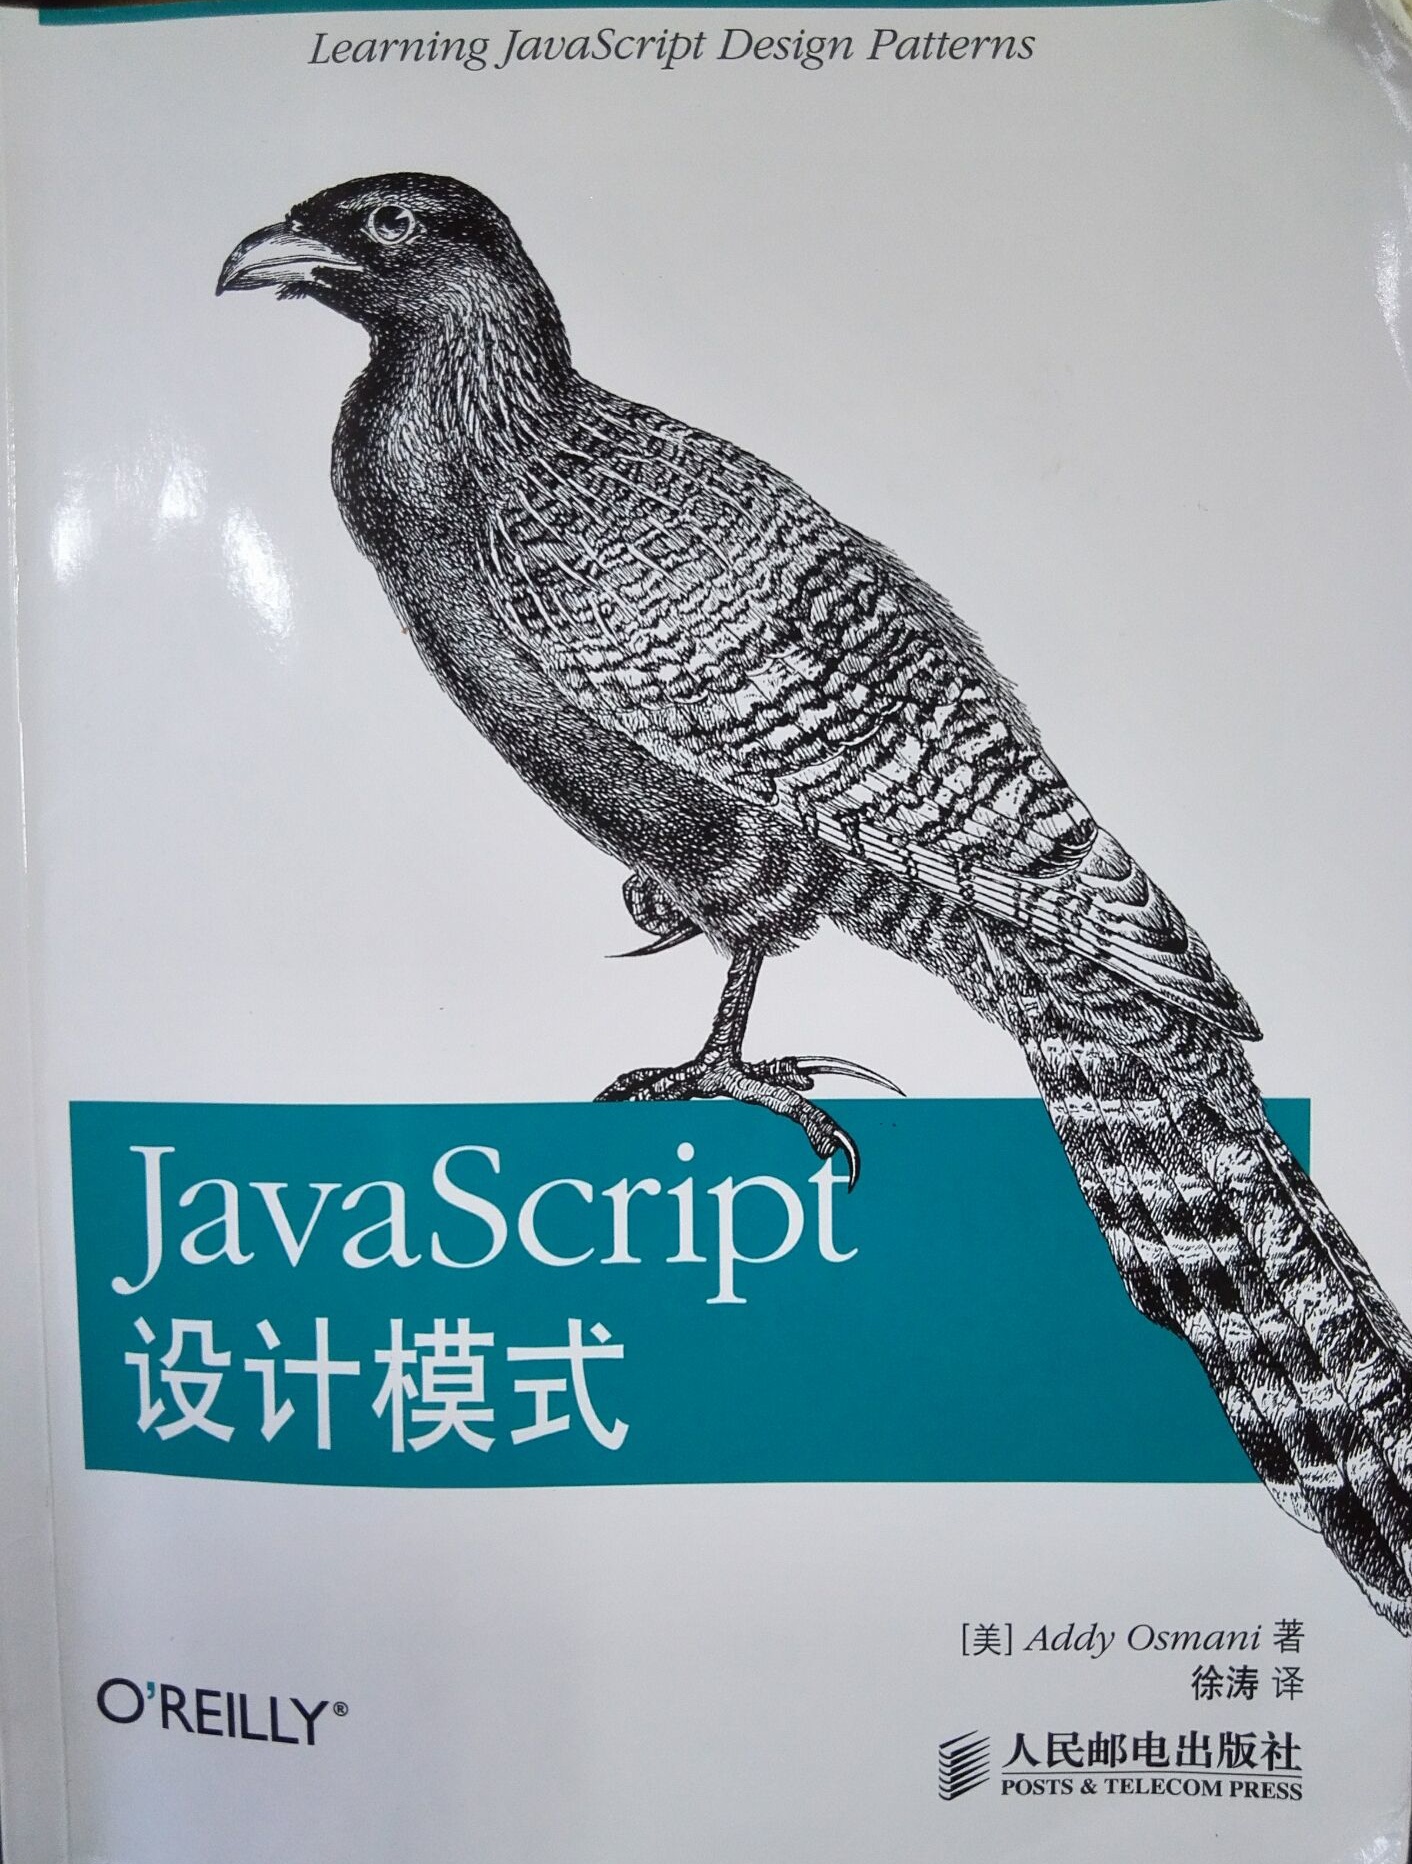 Learning JavaScript Design Patterns
JavaScript
设计模式
[美] Addy Osmani 著
徐涛 译
O'REILLY®
人民邮电出版社
POSTS & TELECOM PRESS